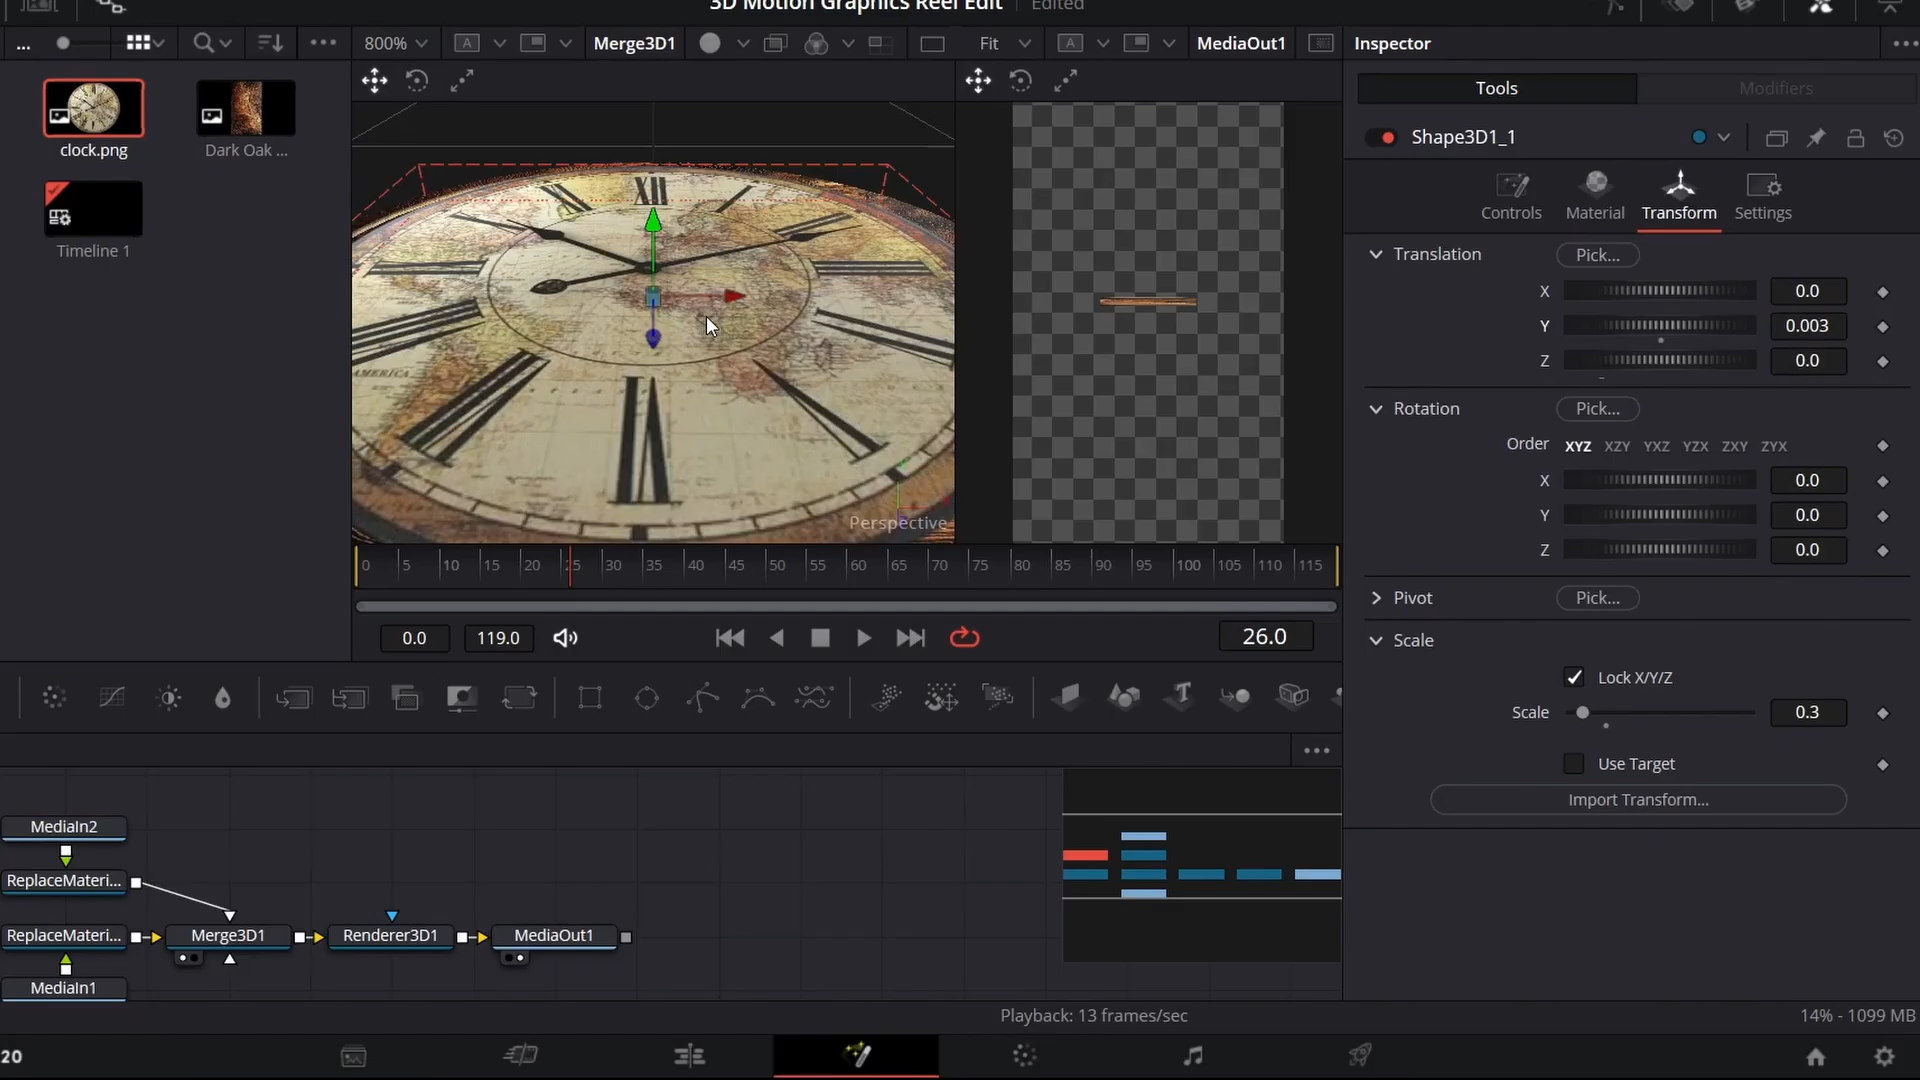 3D Motion Graphics Reel Edit Edited
... 800% A Merge3D1 Fit A MediaOut1 Inspector
Tools Modifiers
clock.png Dark Oak ...
Shape3D1_1
Timeline 1
Controls Material Transform Settings
XII
AMERICA
Perspective
Translation Pick...
X 0.0
Y 0.003
Z 0.0
Rotation Pick...
Order XYZ XZY YXZ YZX ZXY ZYX
X 0.0
Y 0.0
Z 0.0
Pivot Pick...
Scale
Lock X/Y/Z
Scale 0.3
Use Target
Import Transform...
0 5 10 15 20 25 30 35 40 45 50 55 60 65 70 75 80 85 90 95 100 105 110 115
0.0 119.0 26.0
T
MediaIn2
ReplaceMateri...
ReplaceMateri... Merge3D1 Renderer3D1 MediaOut1
MediaIn1
Playback: 13 frames/sec 14% - 1099 MB
20